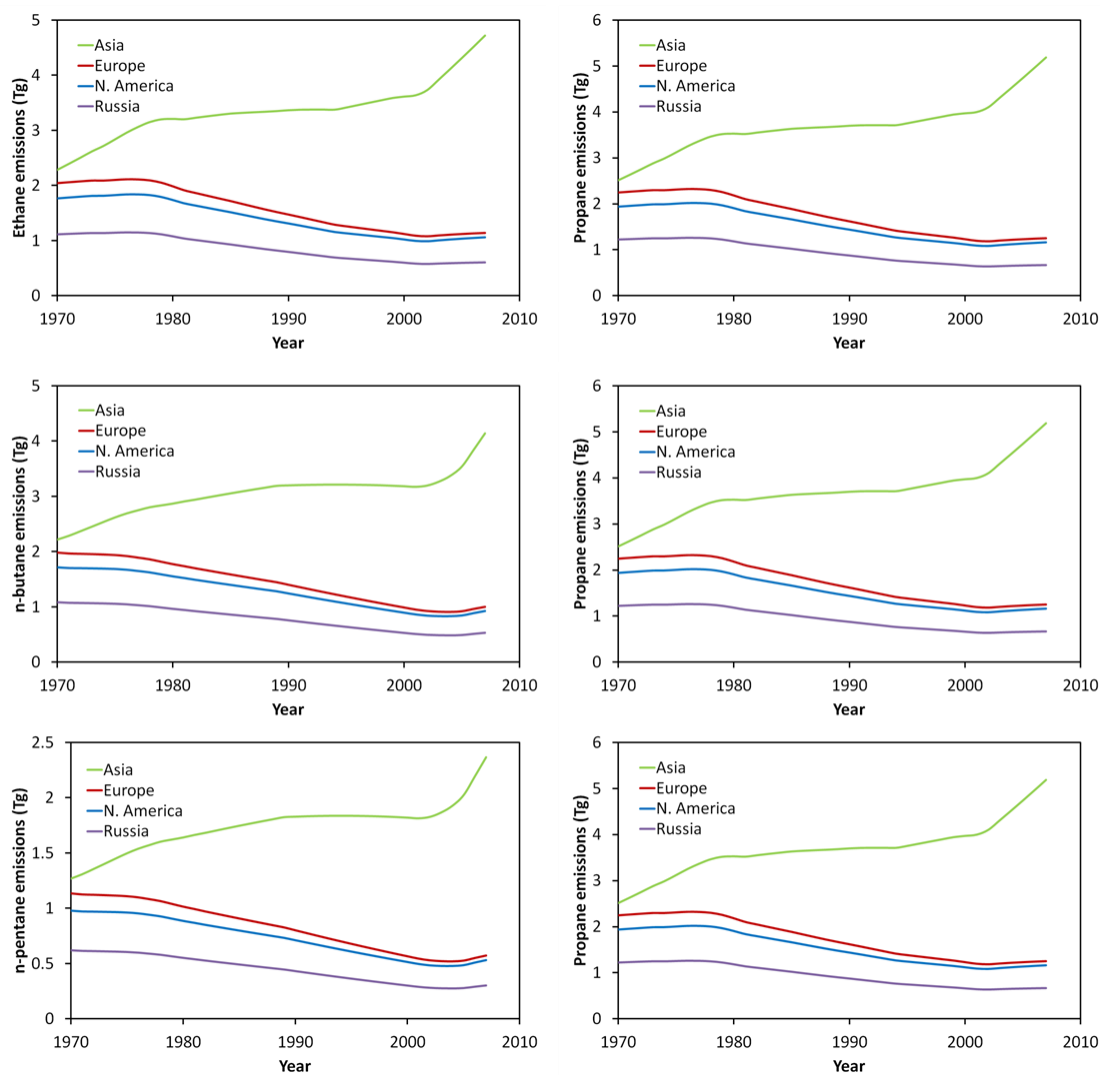 Ethane emissions (Tg)
5
4
3
2
1
0
Asia
Europe
N. America
Russia
1970 1980 1990 2000 2010
Year
Propane emissions (Tg)
6
5
4
3
2
1
0
Asia
Europe
N. America
Russia
1970 1980 1990 2000 2010
Year
n-butane emissions (Tg)
5
4
3
2
1
0
Asia
Europe
N. America
Russia
1970 1980 1990 2000 2010
Year
Propane emissions (Tg)
6
5
4
3
2
1
0
Asia
Europe
N. America
Russia
1970 1980 1990 2000 2010
Year
n-pentane emissions (Tg)
2.5
2
1.5
1
0.5
0
Asia
Europe
N. America
Russia
1970 1980 1990 2000 2010
Year
Propane emissions (Tg)
6
5
4
3
2
1
0
Asia
Europe
N. America
Russia
1970 1980 1990 2000 2010
Year